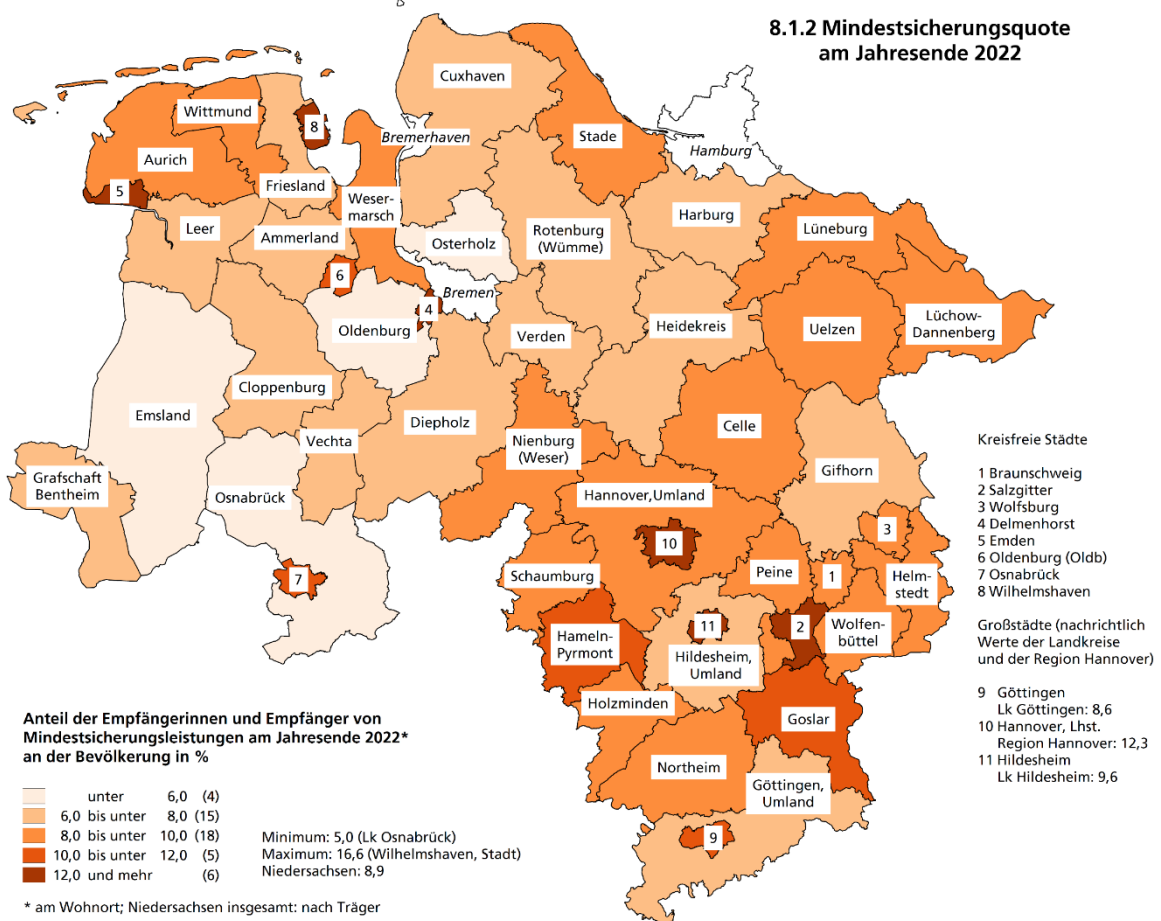 8.1.2 Mindestsicherungsquote
am Jahresende 2022
Cuxhaven
Wittmund
8
Bremerhaven
Stade
Hamburg
Aurich
5
Friesland
Weser-
marsch
Leer
Ammerland
Osterholz
Rotenburg
(Wümme)
Harburg
Lüneburg
6
Bremen
4
Oldenburg
Verden
Heidekreis
Uelzen
Lüchow-
Dannenberg
Cloppenburg
Emsland
Vechta
Diepholz
Nienburg
(Weser)
Celle
Gifhorn
Grafschaft
Bentheim
Osnabrück
Hannover,Umland
3
10
7
Schaumburg
Peine
1
Helm-
stedt
11
2
Wolfen-
büttel
Hameln-
Pyrmont
Hildesheim,
Umland
Holzminden
Goslar
Northeim
Göttingen,
Umland
9
Kreisfreie Städte
1 Braunschweig
2 Salzgitter
3 Wolfsburg
4 Delmenhorst
5 Emden
6 Oldenburg (Oldb)
7 Osnabrück
8 Wilhelmshaven
Großstädte (nachrichtlich
Werte der Landkreise
und der Region Hannover)
9 Göttingen
Lk Göttingen: 8,6
10 Hannover, Lhst.
Region Hannover: 12,3
11 Hildesheim
Lk Hildesheim: 9,6
Anteil der Empfängerinnen und Empfänger von
Mindestsicherungsleistungen am Jahresende 2022*
an der Bevölkerung in %
unter 6,0 (4)
6,0 bis unter 8,0 (15)
8,0 bis unter 10,0 (18)
10,0 bis unter 12,0 (5)
12,0 und mehr (6)
Minimum: 5,0 (Lk Osnabrück)
Maximum: 16,6 (Wilhelmshaven, Stadt)
Niedersachsen: 8,9
* am Wohnort; Niedersachsen insgesamt: nach Träger